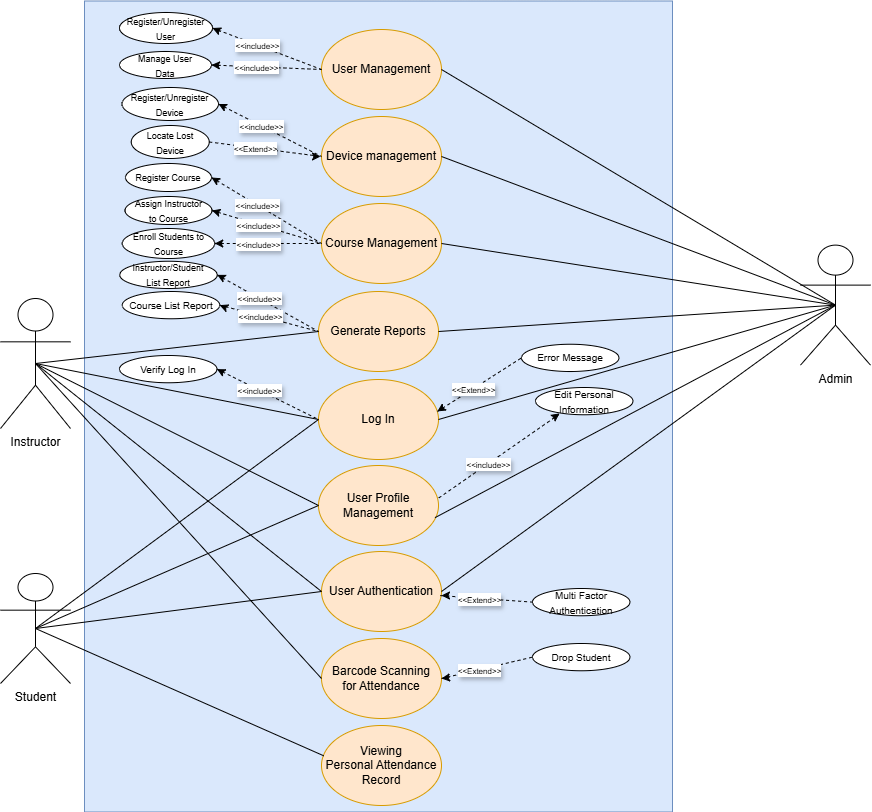 Register/Unregister
User
<<include>>
Manage User
Data
<<include>>
User Management
Register/Unregister
Device
<<include>>
Locate Lost
Device
<<Extend>>
Device management
Register Course
<<include>>
Assign Instructor
to Course
<<include>>
Enroll Students to
Course
<<include>>
Course Management
Instructor/Student
List Report
<<include>>
Course List Report
<<include>>
Generate Reports
Verify Log In
<<include>>
Log In
Error Message
<<Extend>>
Edit Personal
Information
<<include>>
User Profile
Management
User Authentication
<<Extend>>
Multi Factor
Authentication
Barcode Scanning
for Attendance
<<Extend>>
Drop Student
Viewing
Personal Attendance
Record
Instructor
Student
Admin